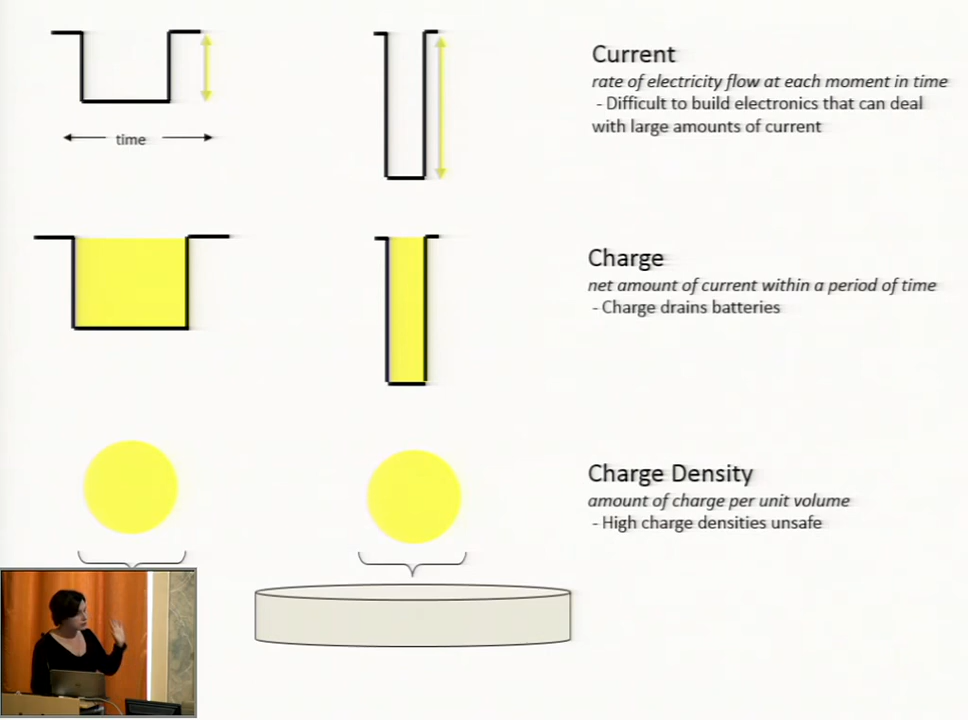 Current
rate of electricity flow at each moment in time
- Difficult to build electronics that can deal
with large amounts of current
time
Charge
net amount of current within a period of time
- Charge drains batteries
Charge Density
amount of charge per unit volume
- High charge densities unsafe